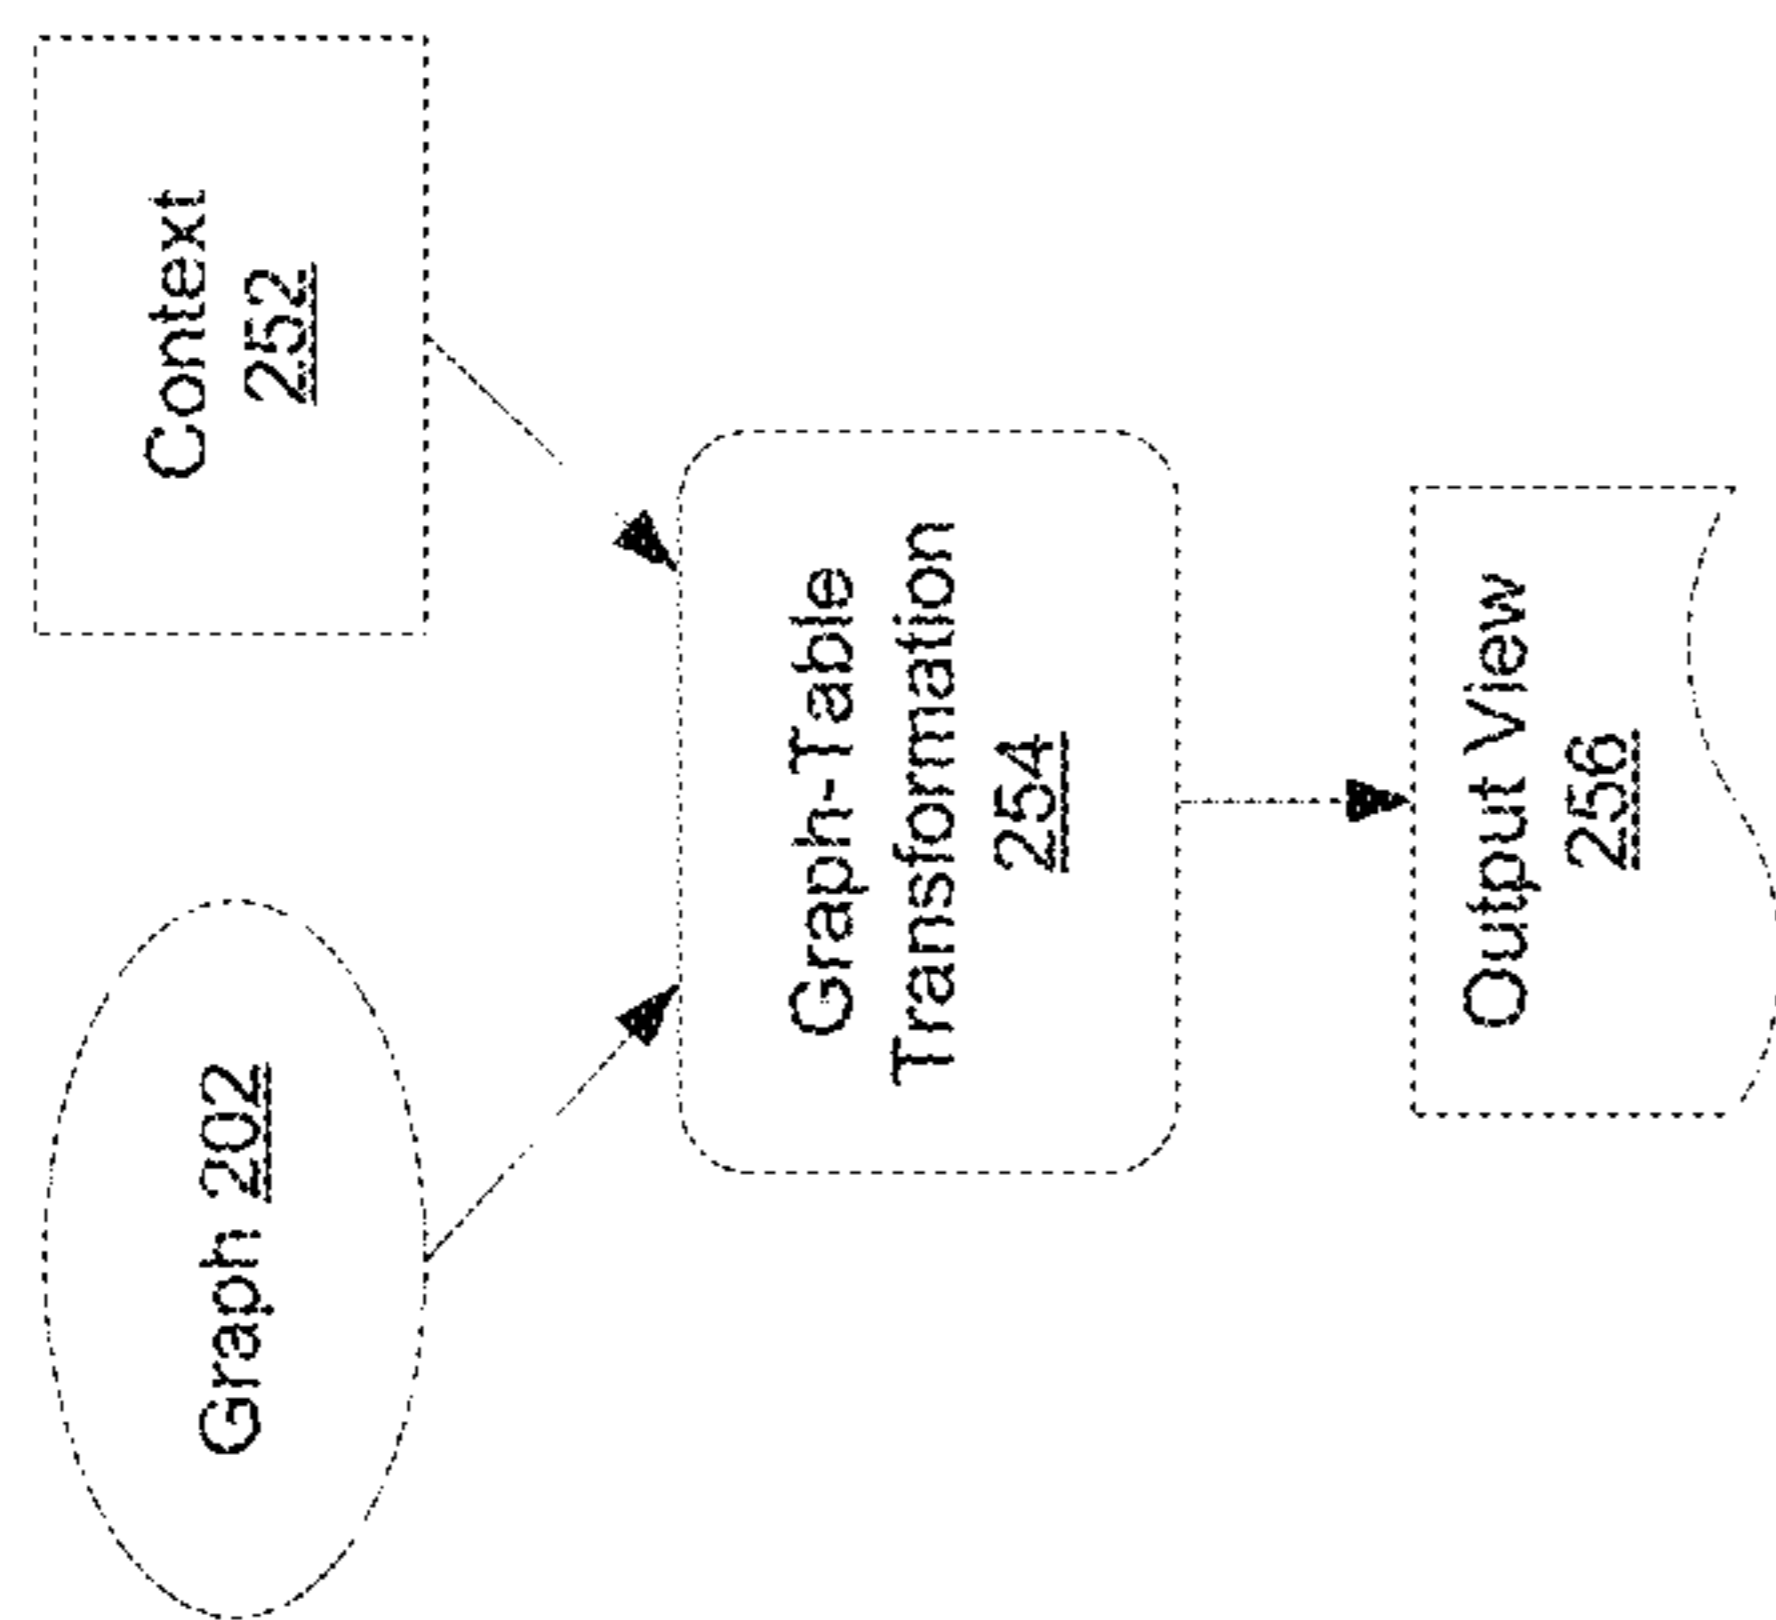 Graph 202
Context
252
Graph-Table
Transformation
254
Output View
256